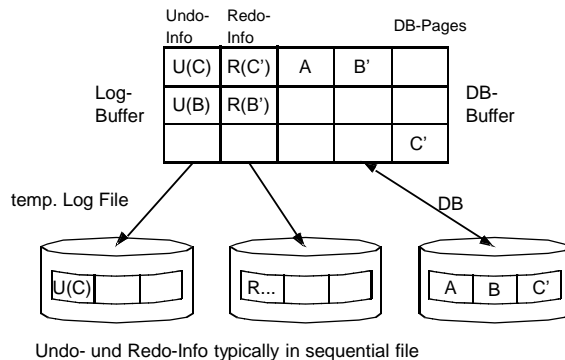 Undo-
Info
Redo-
Info
DB-Pages
U(C) R(C') A B'
Log-
Buffer
U(B) R(B')
DB-
Buffer
C'
temp. Log File
DB
U(C)
R...
A B C'
Undo- und Redo-Info typically in sequential file